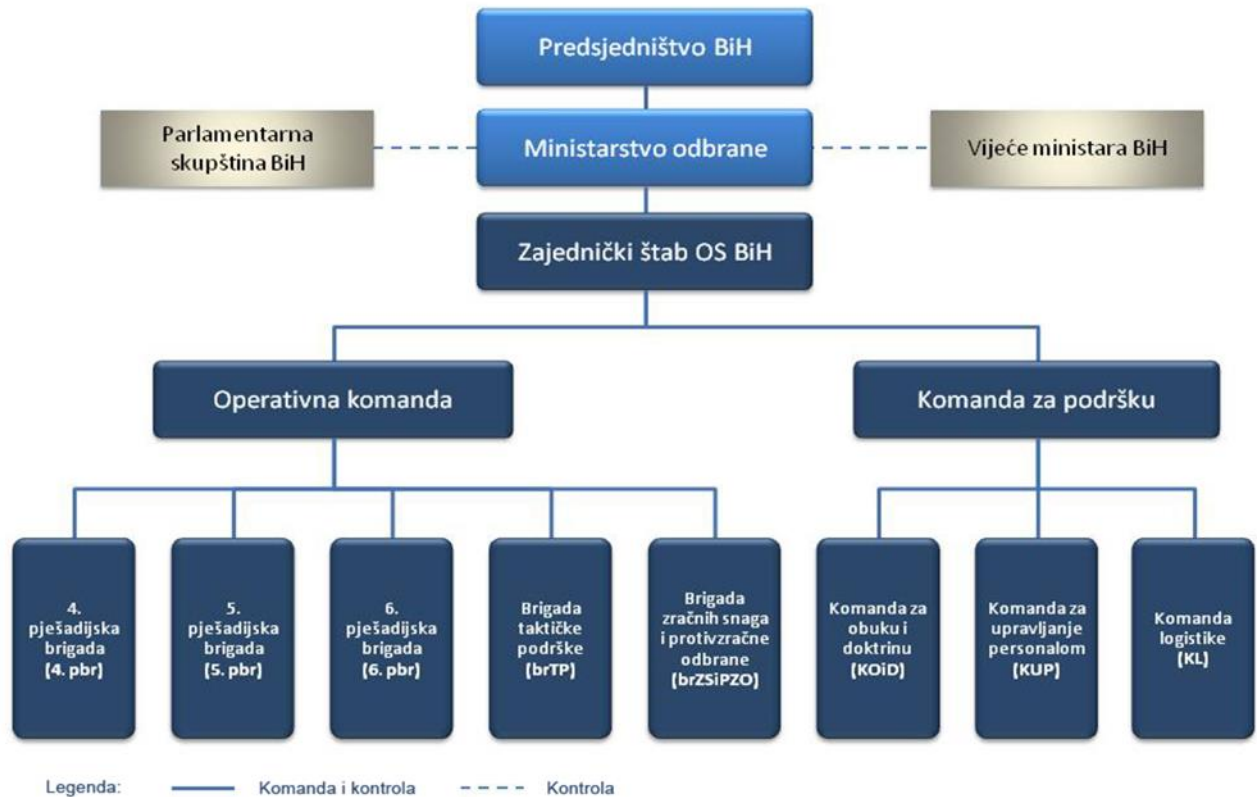 Predsjedništvo BiH
Parlamentarna
skupština BiH
Ministarstvo odbrane
Vijeće ministara BiH
Zajednički štab OS BiH
Operativna komanda
Komanda za podršku
4.
pješadijska
brigada
(4. pbr)
5.
pješadijska
brigada
(5. pbr)
6.
pješadijska
brigada
(6. pbr)
Brigada
taktičke
podrške
(brTP)
Brigada
zračnih snaga
i protivzračne
odbrane
(brZSiPZO)
Komanda za
obuku i
doktrinu
(KOiD)
Komanda za
upravljanje
personalom
(KUP)
Komanda
logistike
(KL)
Legenda: Komanda i kontrola Kontrola